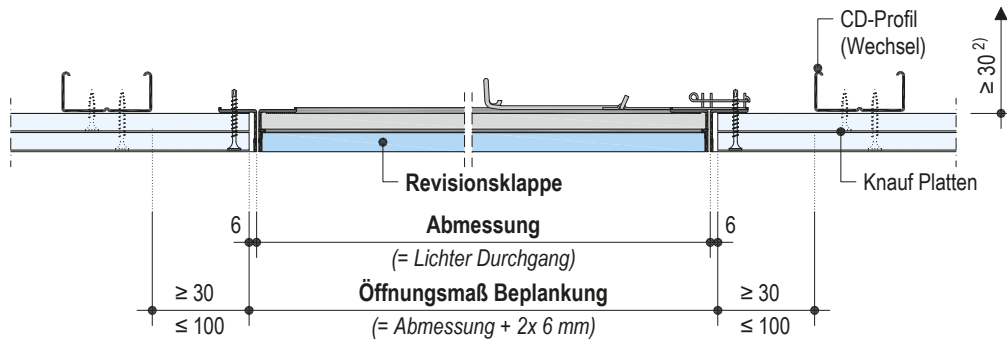 CD-Profil
(Wechsel)
≥ 30 2)
Revisionsklappe
Knauf Platten
6
Abmessung
6
(= Lichter Durchgang)
≥ 30
Öffnungsmaß Beplankung
≥ 30
≤ 100
(= Abmessung + 2x 6 mm)
≤ 100